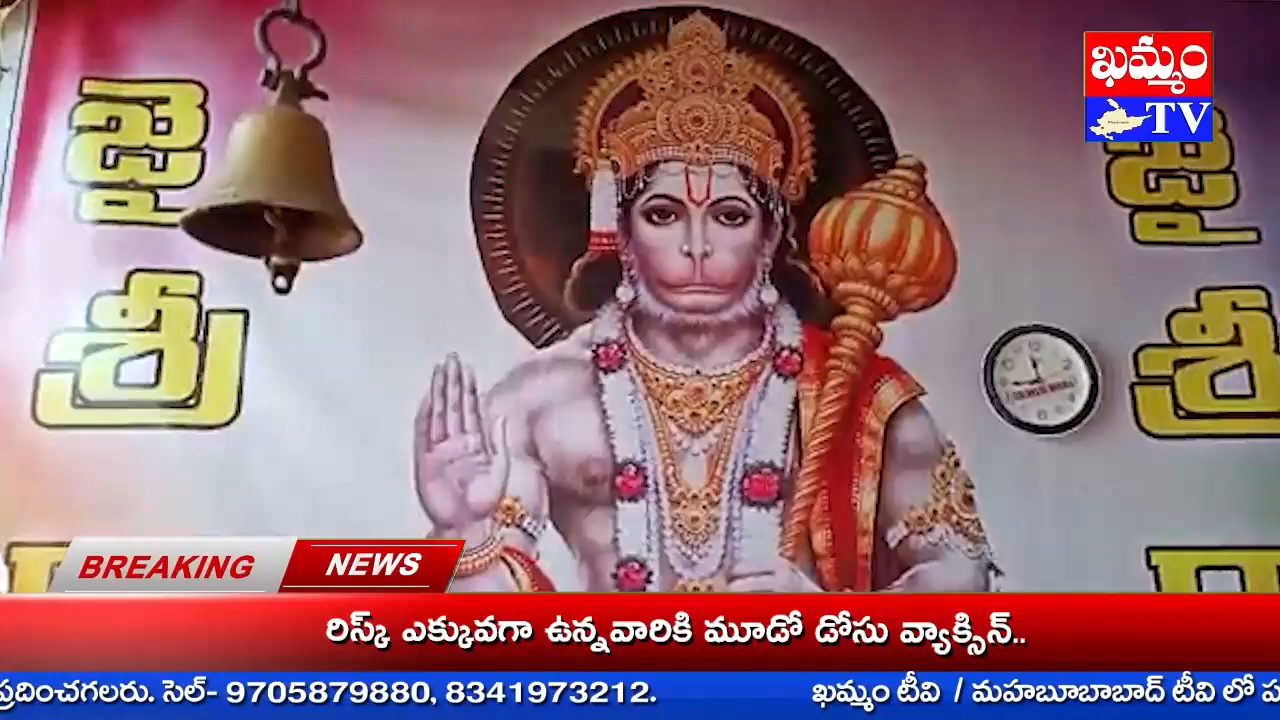 ఖమ్మం
TV
జై
శ్రీ
జై
శ్రీ
BREAKING NEWS
రిస్క్ ఎక్కువగా ఉన్నవారికి మూడో డోసు వ్యాక్సిన్..
ప్రదించగలరు. సెల్- 9705879880, 8341973212. ఖమ్మం టీవి / మహబూబాబాద్ టీవి లో